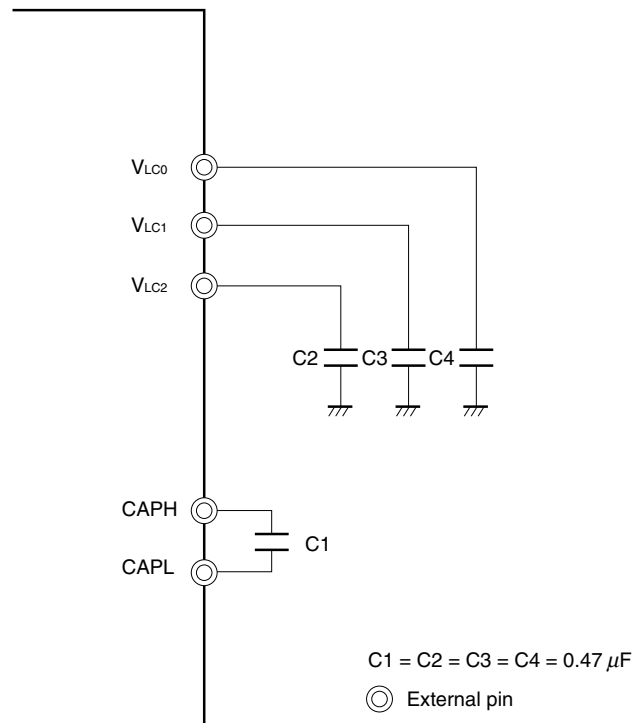 VLC0
VLC1
VLC2
C2 C3 C4
CAPH
C1
CAPL
C1 = C2 = C3 = C4 = 0.47 μF
External pin